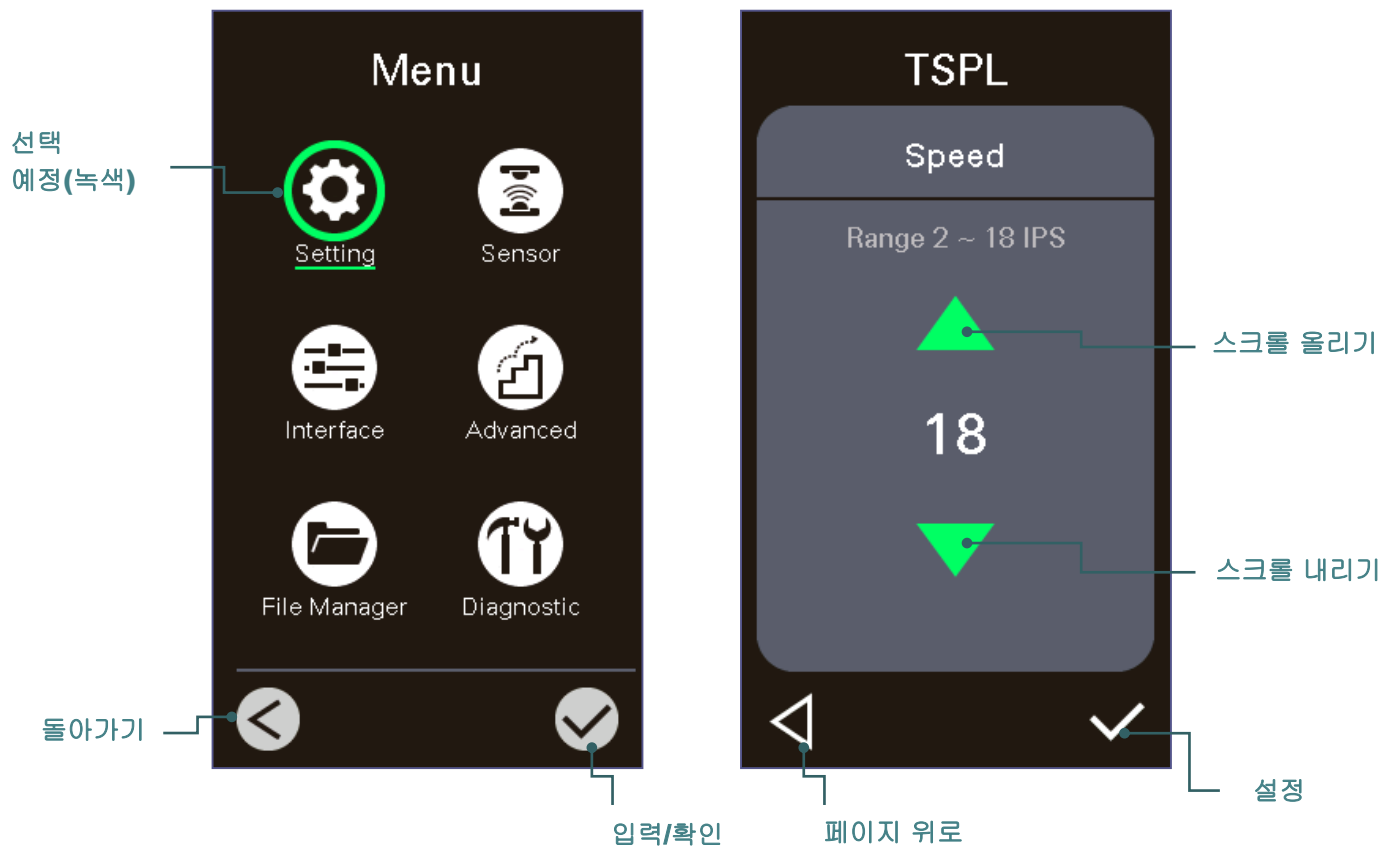 Menu
선택
예정(녹색)
Setting
Sensor
Interface
Advanced
File Manager
Diagnostic
돌아가기
입력/확인
TSPL
Speed
Range 2 ~ 18 IPS
스크롤 올리기
18
스크롤 내리기
설정
페이지 위로